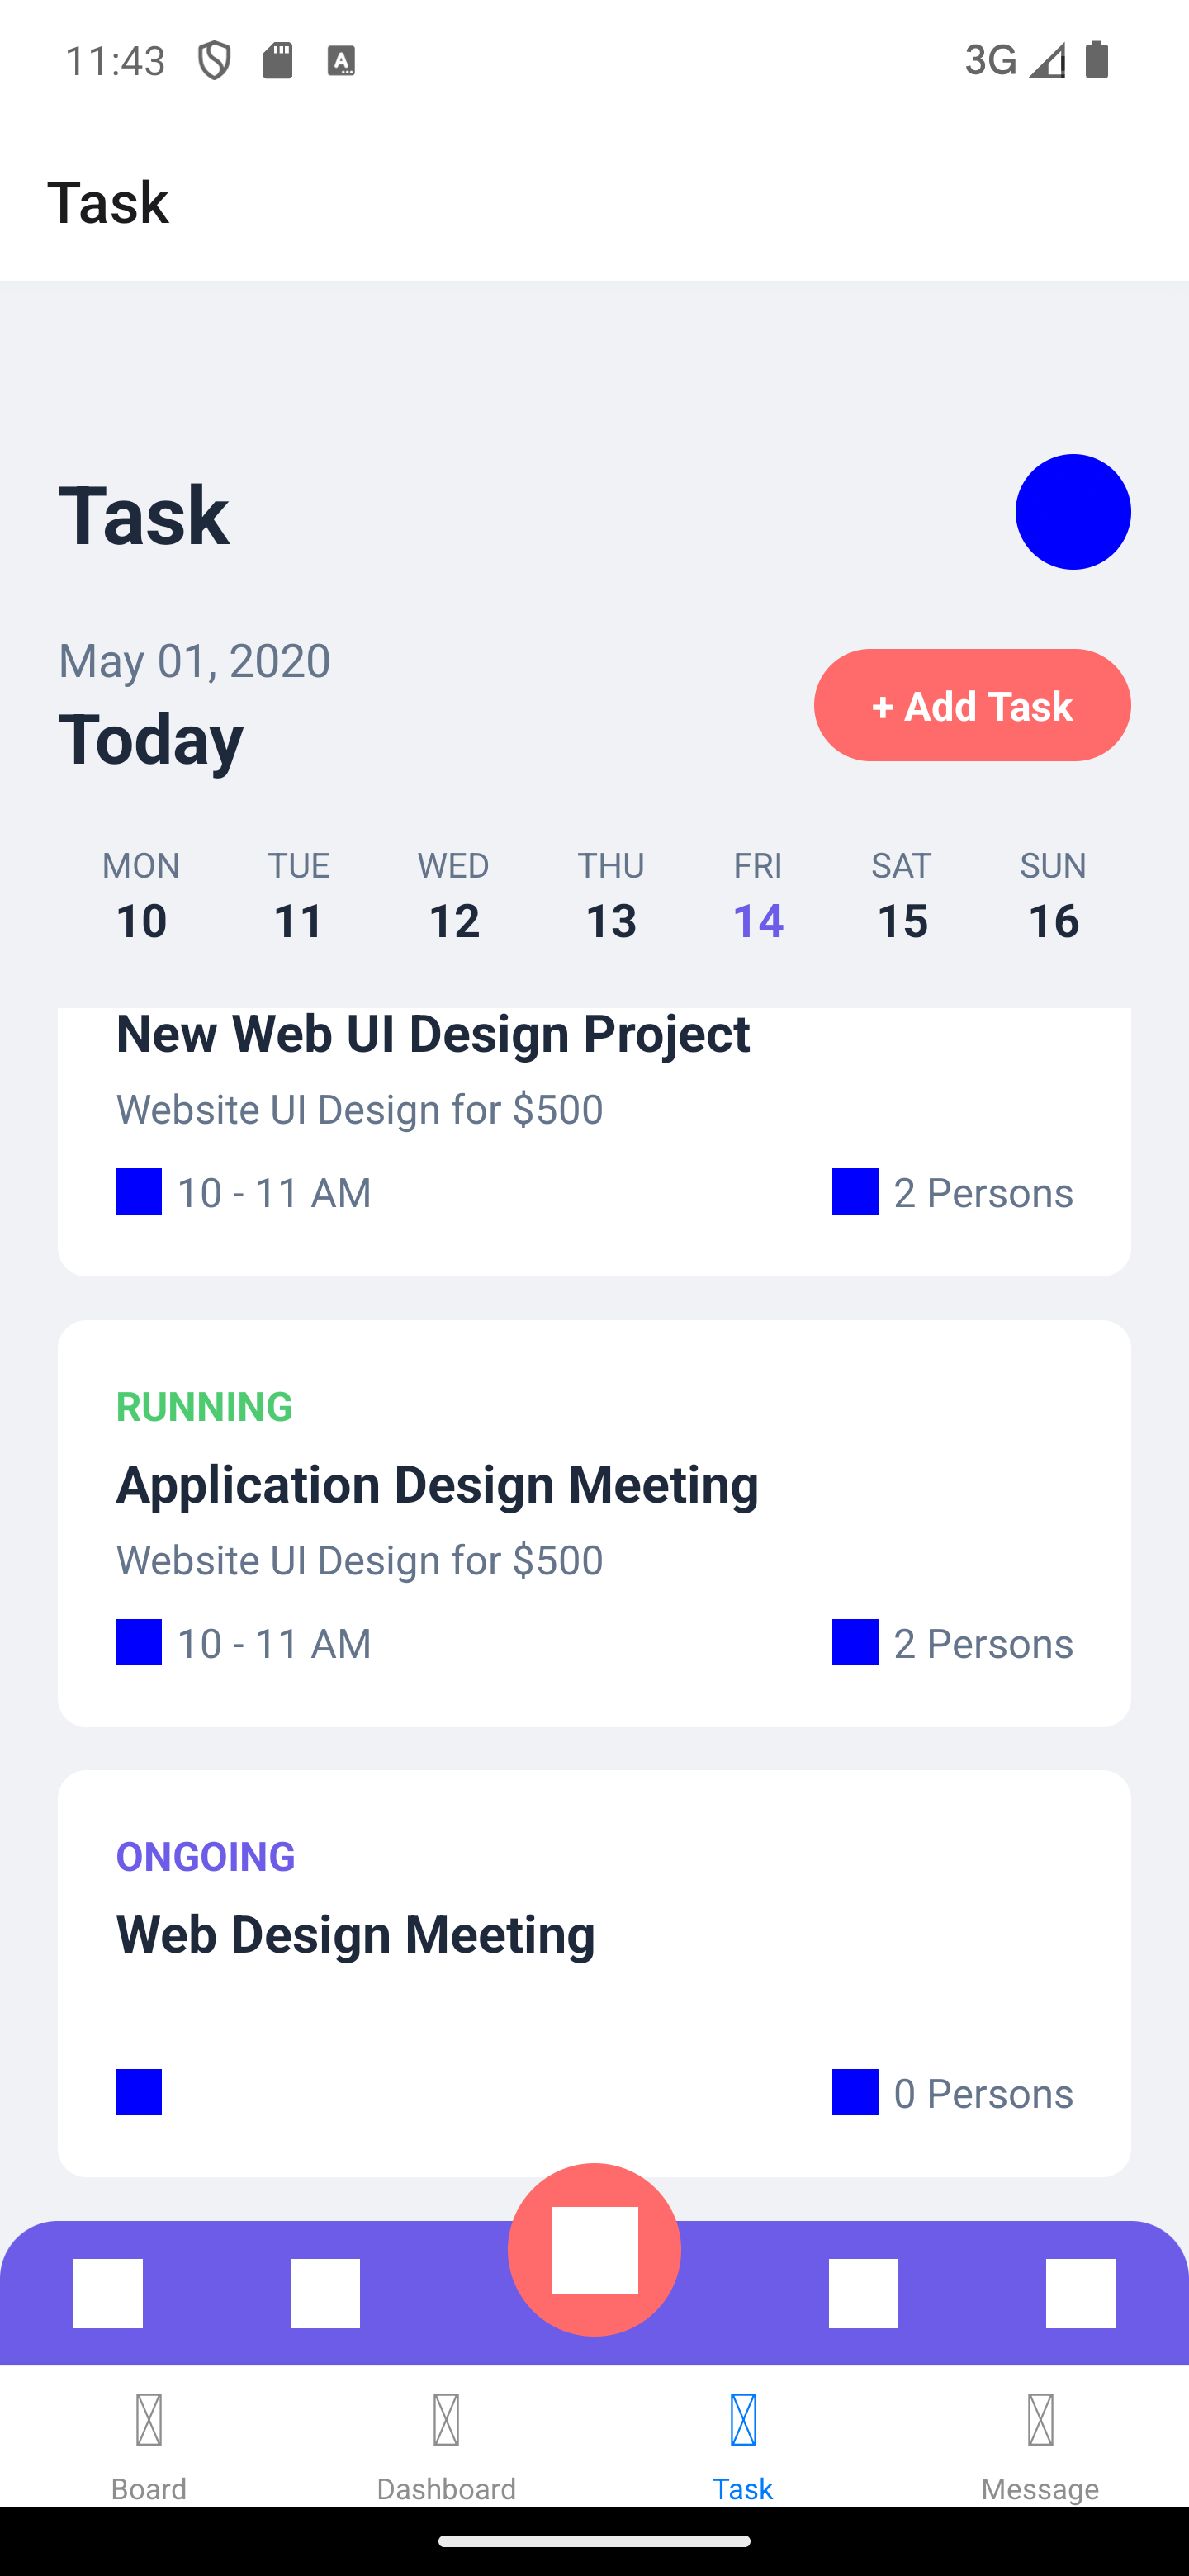 11:43
3G
Task
Task
May 01, 2020
Today
+ Add Task
MON TUE WED THU FRI SAT SUN
10 11 12 13 14 15 16
New Web UI Design Project
Website UI Design for $500
10 - 11 AM
2 Persons
RUNNING
Application Design Meeting
Website UI Design for $500
10 - 11 AM
2 Persons
ONGOING
Web Design Meeting
0 Persons
Board
Dashboard
Task
Message